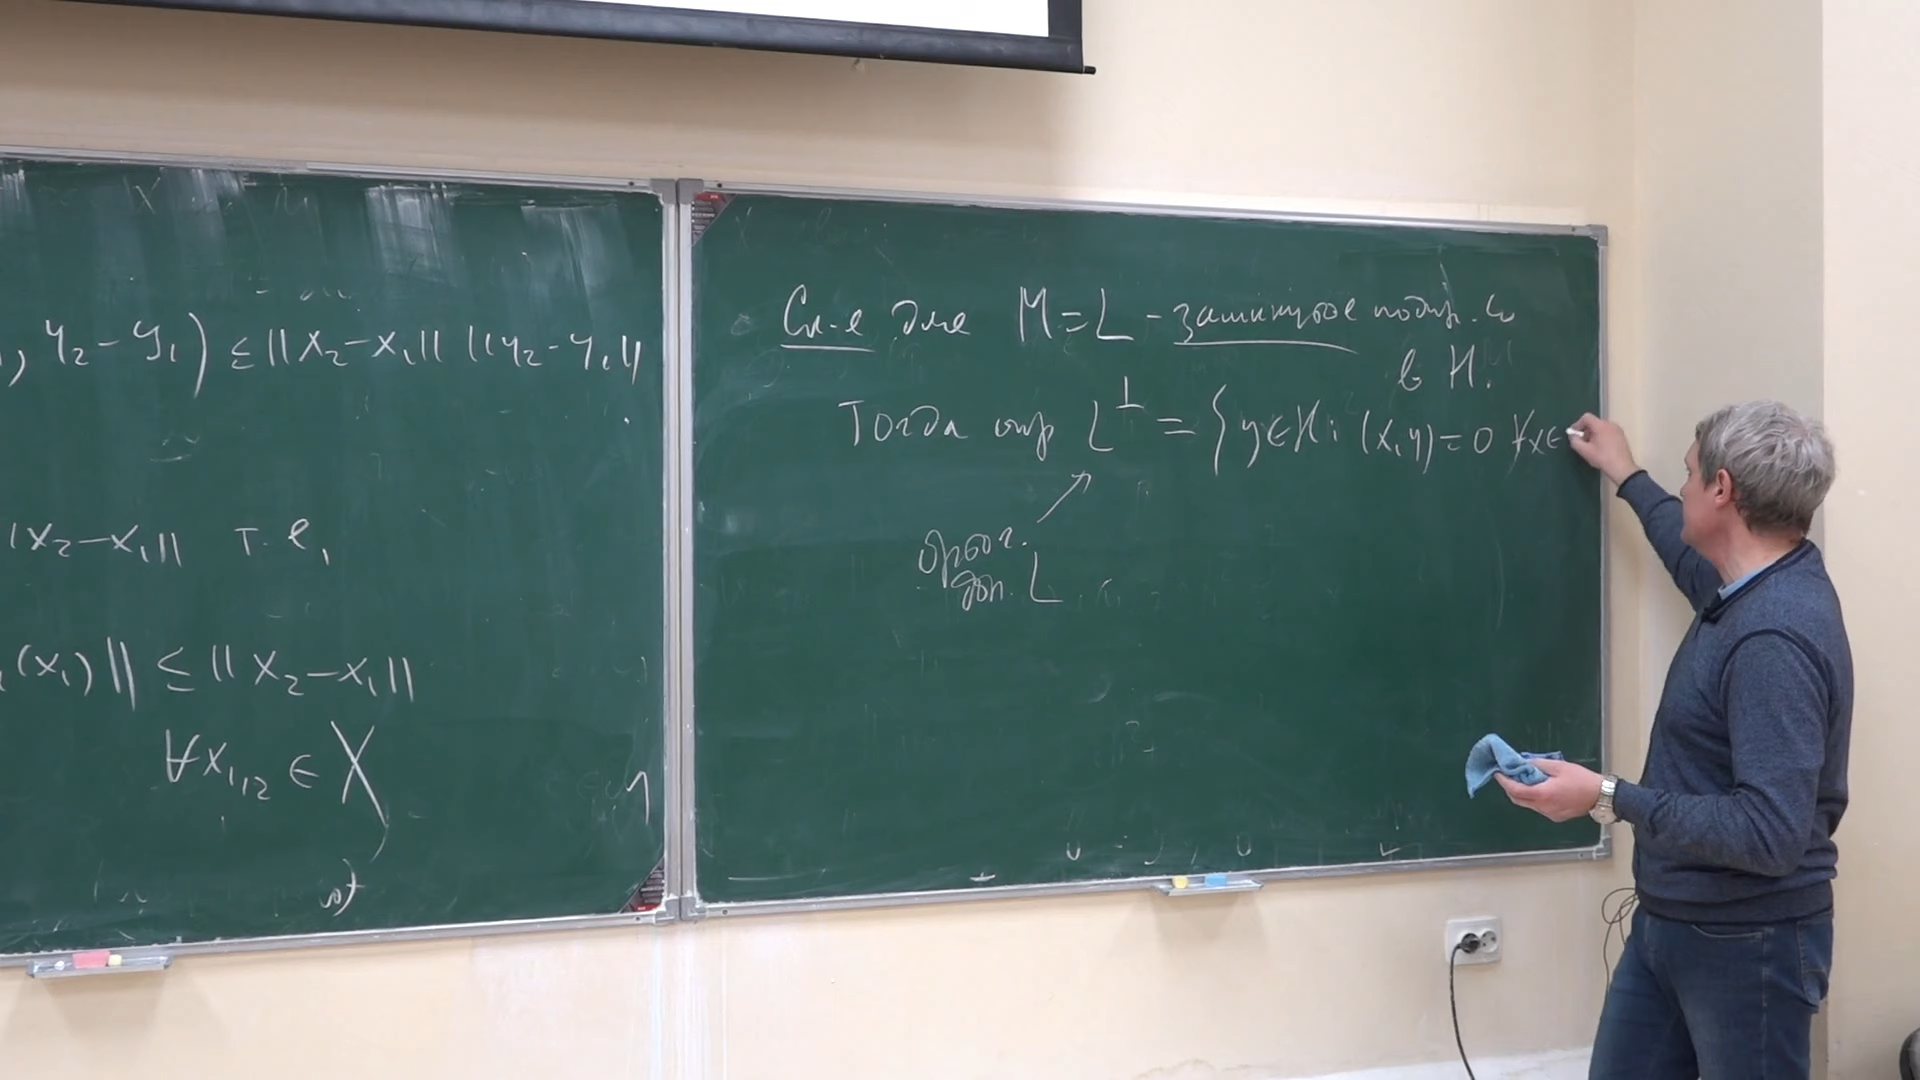 , y₂-y₁) ≤ ||x₂-x₁|| ||y₂-y₁||
||x₂-x₁|| т.е.
(x₁)|| ≤ ||x₂-x₁||
∀x₁,₂ ∈ X
Сл-е для M=L - замкнутое подпр.-во
в H.
Тогда опр L^⊥ = {y∈H: (x,y)=0 ∀x∈
ортог.
доп. L